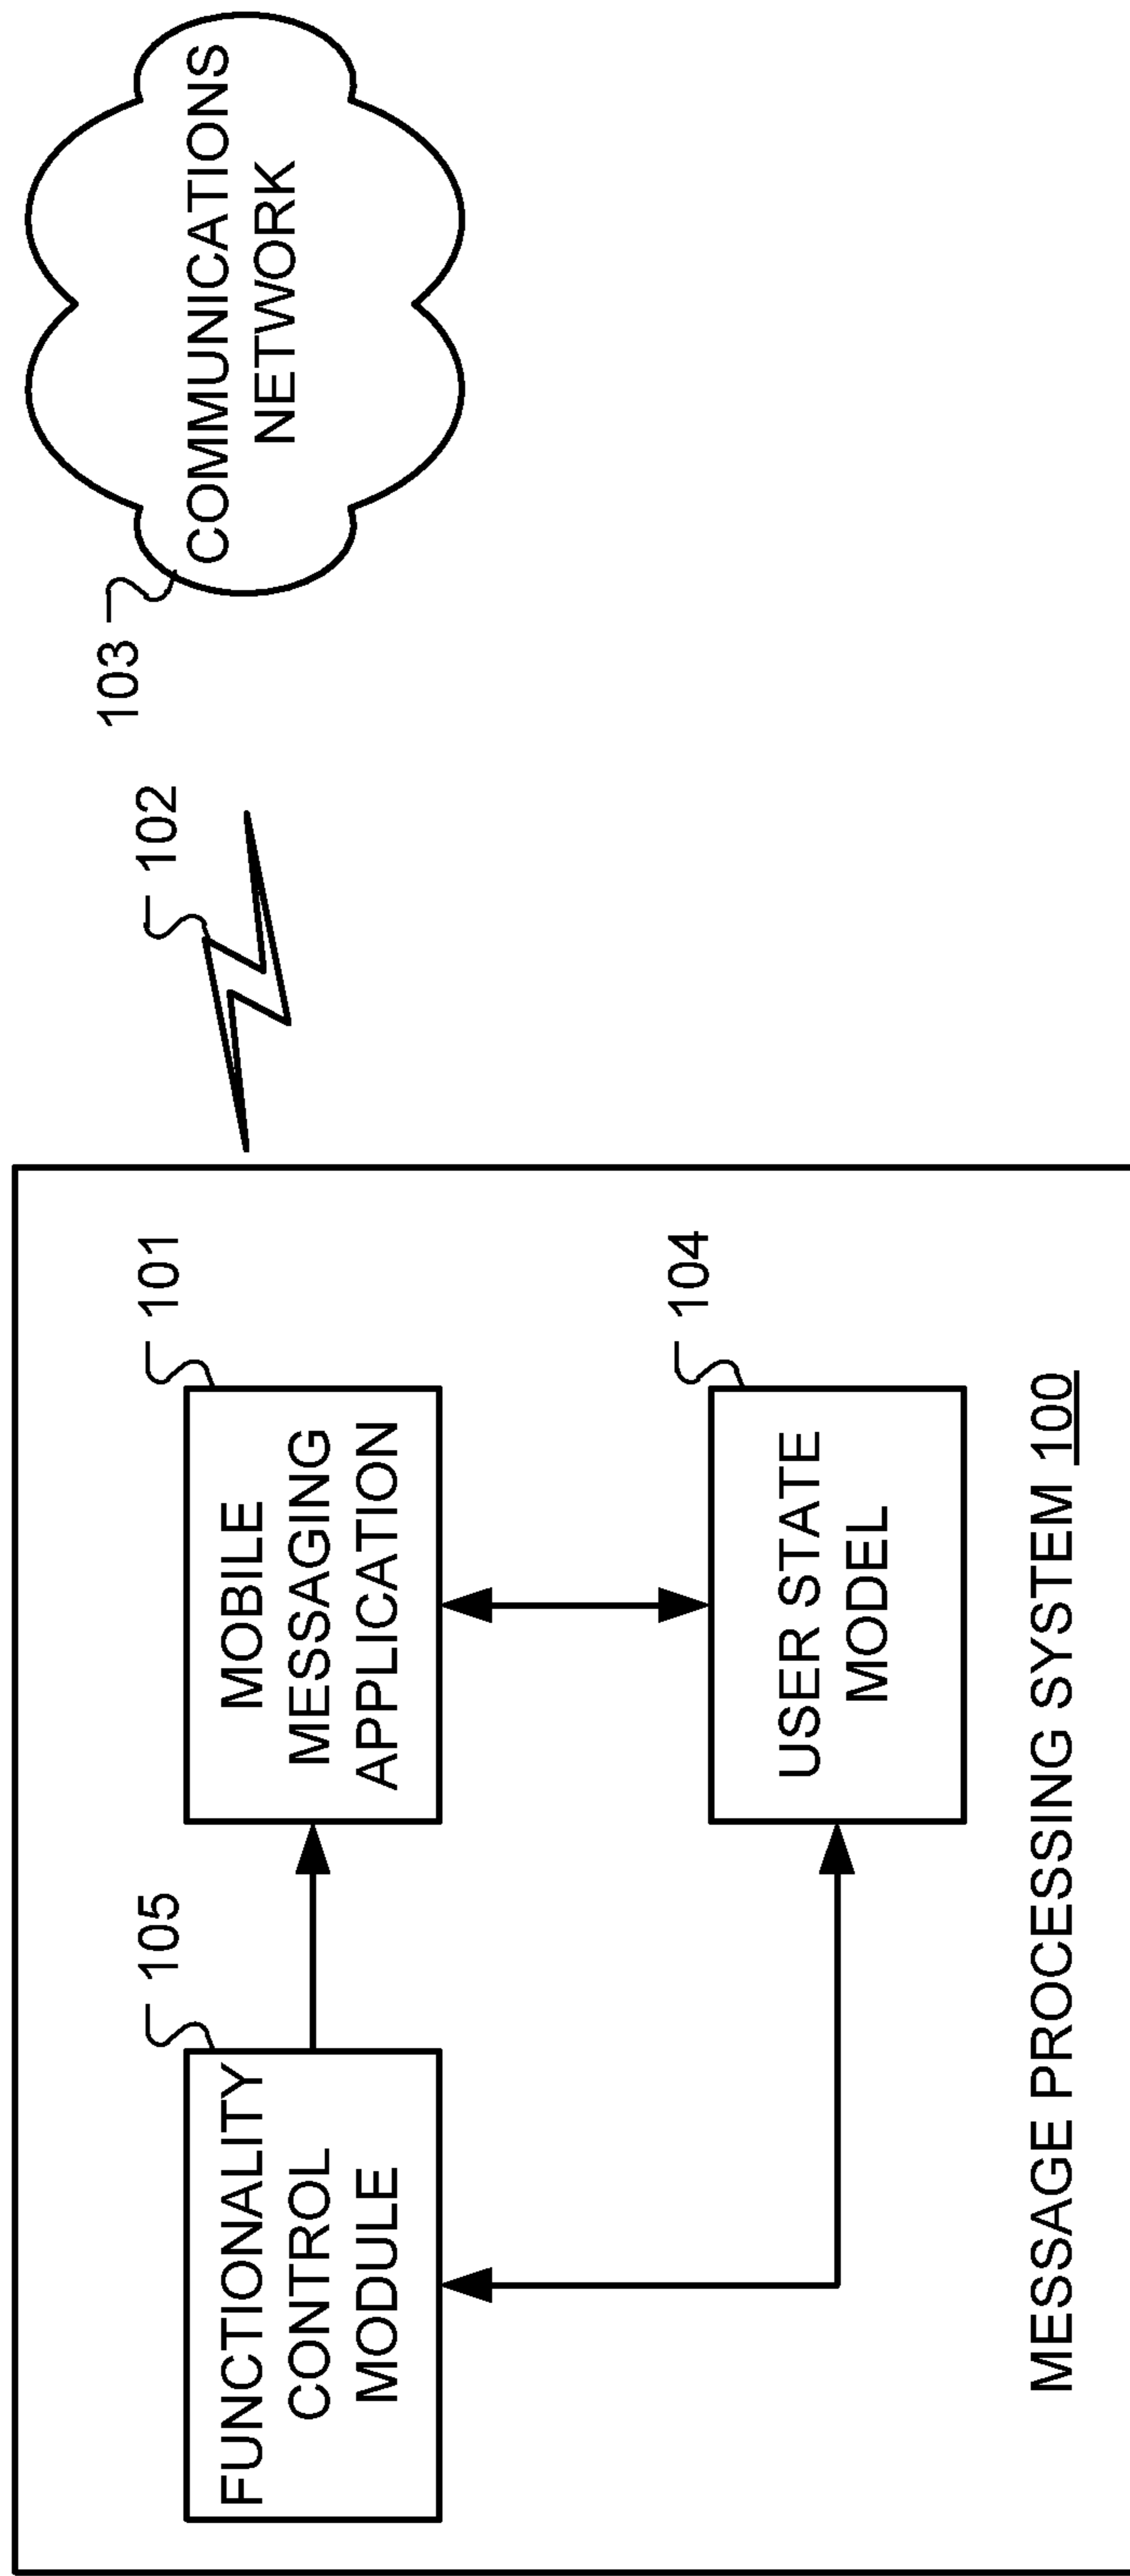 105
FUNCTIONALITY
CONTROL
MODULE
101
MOBILE
MESSAGING
APPLICATION
102
103
COMMUNICATIONS
NETWORK
104
USER STATE
MODEL
MESSAGE PROCESSING SYSTEM 100